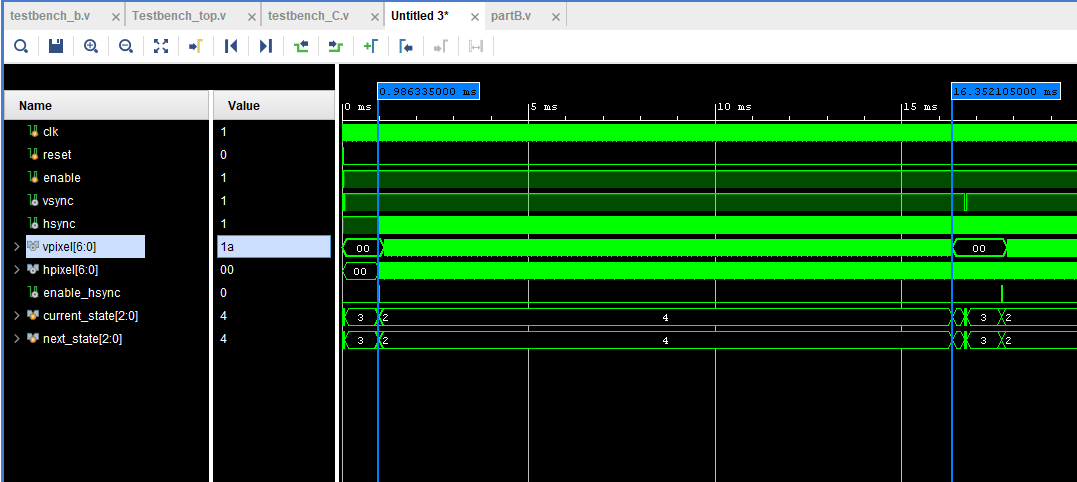 testbench_b.v × Testbench_top.v × testbench_C.v × Untitled 3* × partB.v ×
0.986335000 ms 16.352105000 ms
Name Value 0 ms 5 ms 10 ms 15 ms
clk 1
reset 0
enable 1
vsync 1
hsync 1
vpixel[6:0] 1a 00 00
hpixel[6:0] 00 00
enable_hsync 0
current_state[2:0] 4 3 2 4 3 2
next_state[2:0] 4 3 2 4 3 2